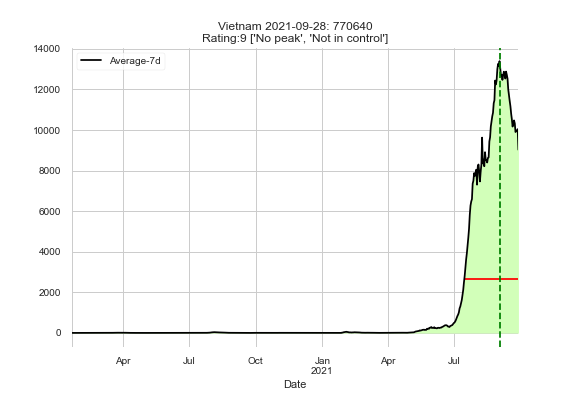 Vietnam 2021-09-28: 770640
Rating:9 ['No peak', 'Not in control']
14000
Average-7d
12000
10000
8000
6000
4000
2000
0
Apr Jul Oct Jan Apr Jul
2021
Date